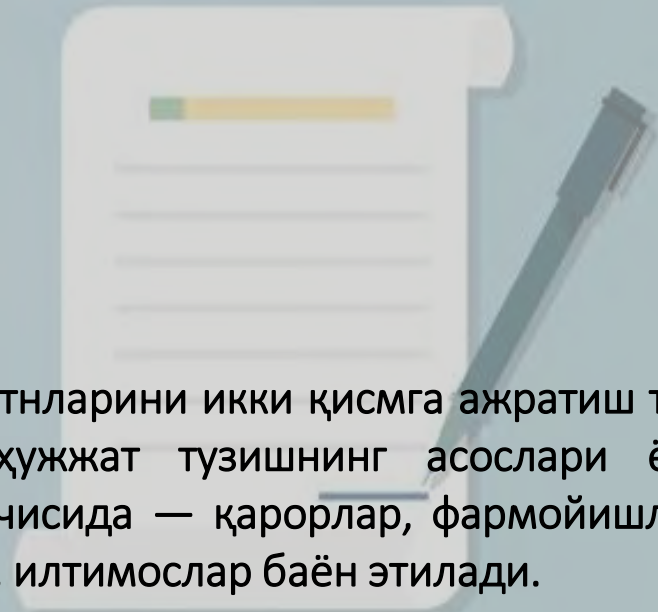 тнларини икки қисмга ажратиш т
ҳужжат тузишнинг асослари ё
чисида — қарорлар, фармойишл
илтимослар баён этилади.